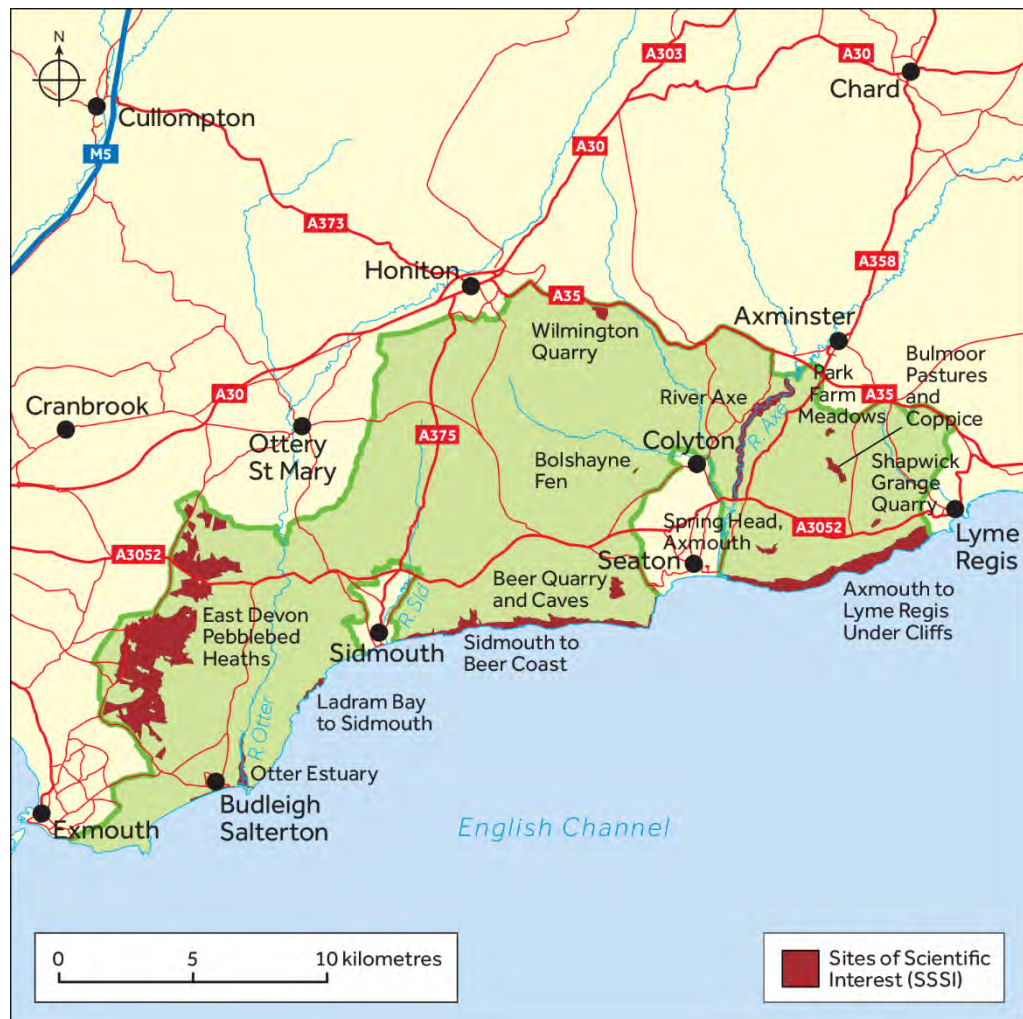 N
A303
A30
Chard
Cullompton
M5
A30
A373
A358
Honiton
A35
Axminster
Wilmington
Quarry
Bulmoor
Pastures
and
Coppice
Park
Farm
Meadows
A30
River Axe
A35
Cranbrook
R. Axe
Ottery
St Mary
A375
Colyton
Bolshayne
Fen
Shapwick
Grange
Quarry
Spring Head,
Axmouth
A3052
Lyme
Regis
A3052
Seaton
Beer Quarry
and Caves
R. Sid
Axmouth to
Lyme Regis
Under Cliffs
East Devon
Pebblebed
Heaths
Sidmouth
Sidmouth to
Beer Coast
Ladram Bay
to Sidmouth
R. Otter
Otter Estuary
Budleigh
Salterton
Exmouth
English Channel
0 5 10 kilometres
Sites of Scientific
Interest (SSSI)